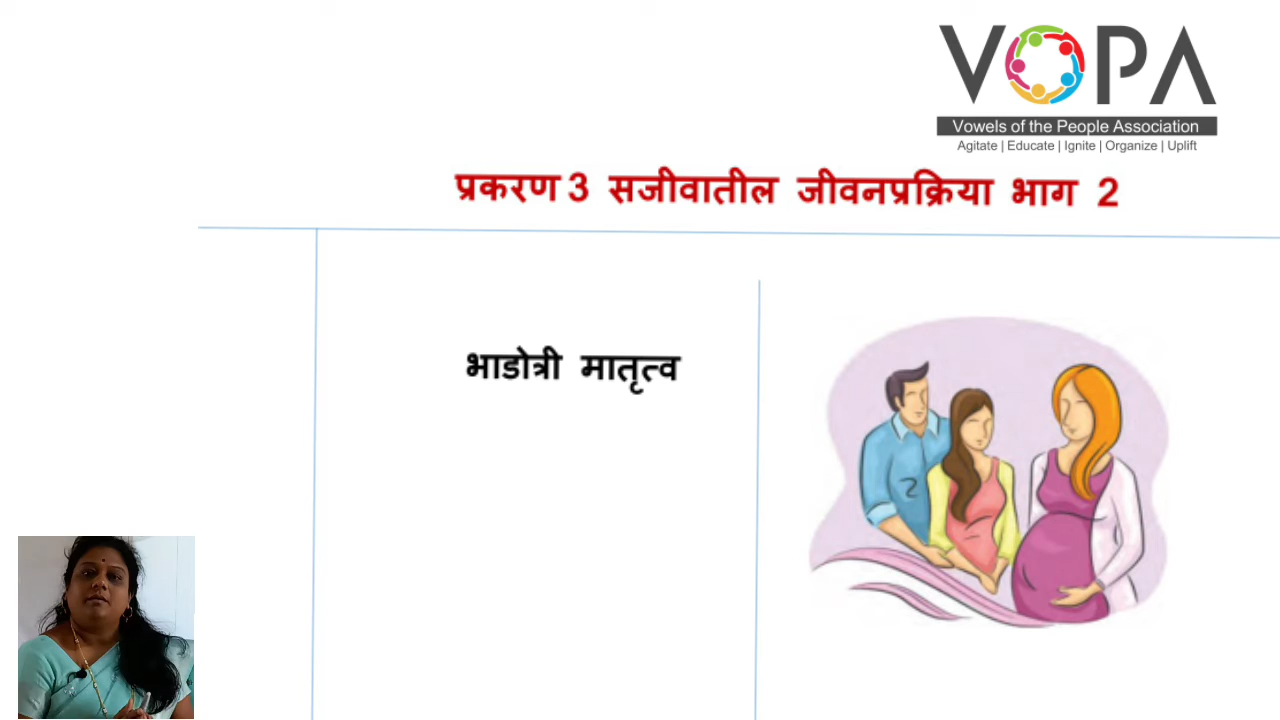 VOPA
Vowels of the People Association
Agitate | Educate | Ignite | Organize | Uplift
प्रकरण 3 सजीवातील जीवनप्रक्रिया भाग 2
भाडोत्री मातृत्व